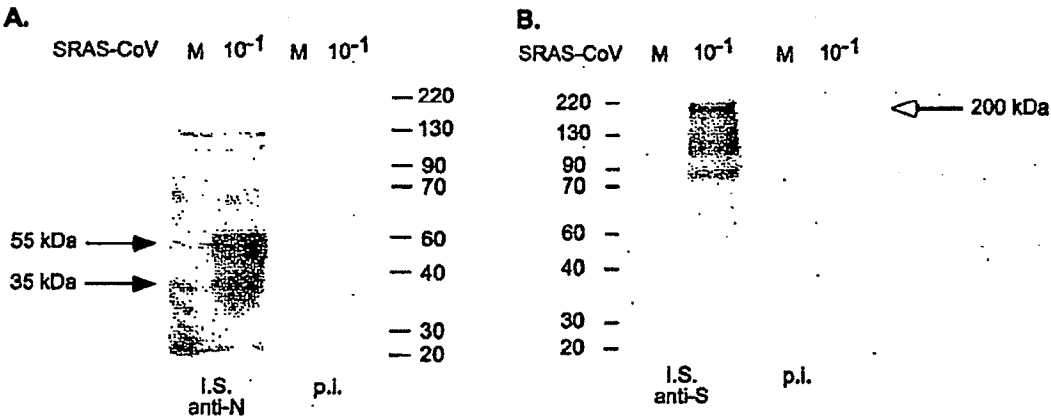 A.
SRAS-CoV M 10⁻¹ M 10⁻¹
220
130
90
70
60
40
30
20
55 kDa
35 kDa
I.S. p.i.
anti-N
B.
SRAS-CoV M 10⁻¹ M 10⁻¹
220
130
90
70
60
40
30
20
200 kDa
I.S. p.i.
anti-S